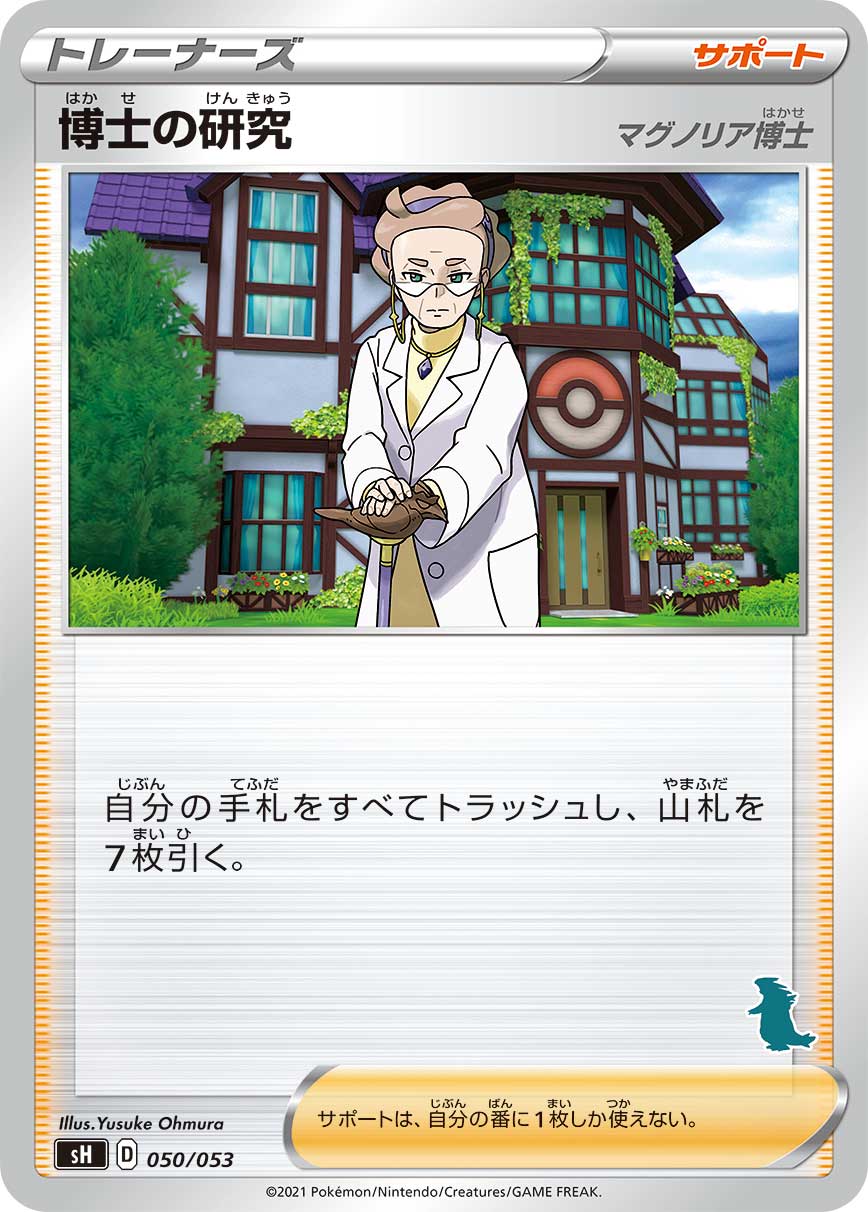 トレーナーズ
サポート
はかせ けんきゅう
博士の研究
はかせ
マグノリア博士
じぶん てふだ やまふだ
自分の手札をすべてトラッシュし、山札を
まい ひ
7枚引く。
じぶん ばん まい つか
サポートは、自分の番に1枚しか使えない。
Illus.Yusuke Ohmura
sH D 050/053
©2021 Pokémon/Nintendo/Creatures/GAME FREAK.